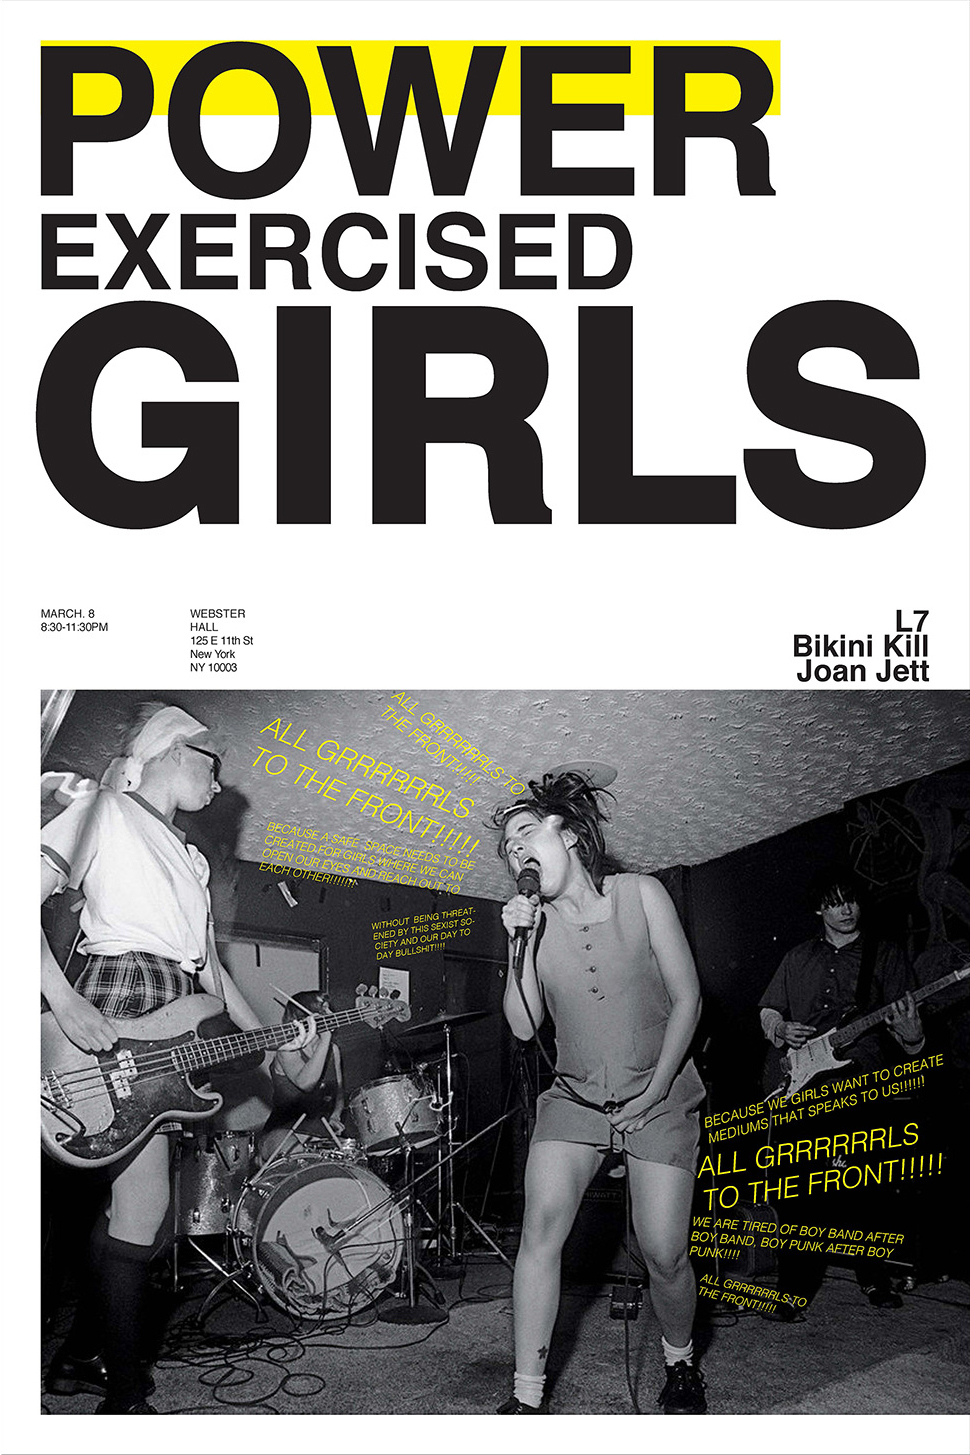 POWER
EXERCISED
GIRLS
MARCH. 8
8:30-11:30PM
WEBSTER
HALL
125 E 11th St
New York
NY 10003
L7
Bikini Kill
Joan Jett
ALL GRRRRRRLS TO
THE FRONT!!!!!
ALL GRRRRRRLS
TO THE FRONT!!!!!
BECAUSE A SAFE SPACE NEEDS TO BE
CREATED FOR GIRLS WHERE WE CAN
OPEN OUR EYES AND REACH OUT TO
EACH OTHER!!!!!!!
WITHOUT BEING THREAT-
ENED BY THIS SEXIST SO-
CIETY AND OUR DAY TO
DAY BULLSHIT!!!!
BECAUSE WE GIRLS WANT TO CREATE
MEDIUMS THAT SPEAKS TO US!!!!!!
ALL GRRRRRRLS
TO THE FRONT!!!!!
WE ARE TIRED OF BOY BAND AFTER
BOY BAND, BOY PUNK AFTER BOY
PUNK!!!!
ALL GRRRRRRLS TO
THE FRONT!!!!!